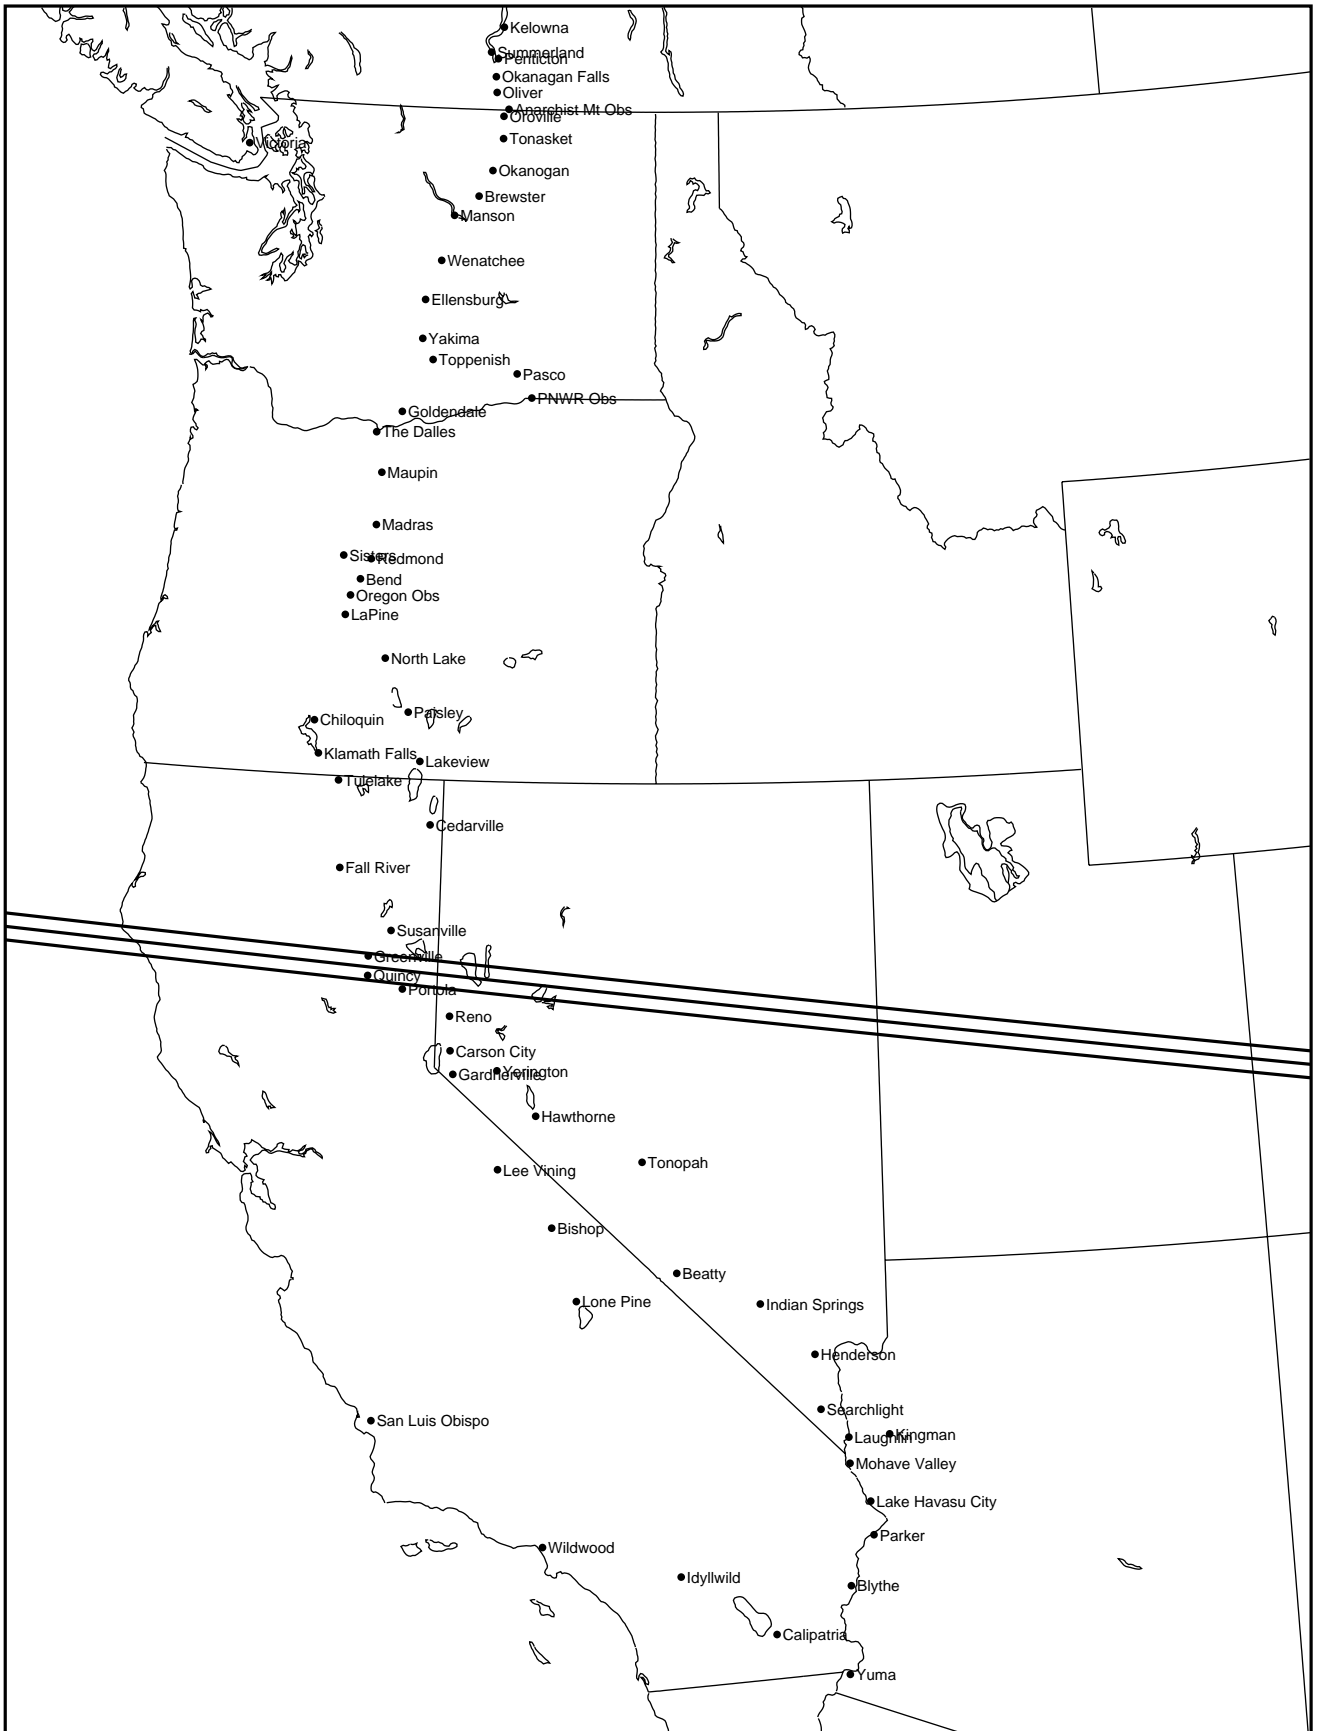 Kelowna
Summerland
Penticton
Okanagan Falls
Oliver
Anarchist Mt Obs
Oroville
Tonasket
Victoria
Okanogan
Brewster
Manson
Wenatchee
Ellensburg
Yakima
Toppenish
Pasco
PNWR Obs
Goldendale
The Dalles
Maupin
Madras
Sisters
Redmond
Bend
Oregon Obs
LaPine
North Lake
Paisley
Chiloquin
Klamath Falls
Lakeview
Tulelake
Cedarville
Fall River
Susanville
Greenville
Quincy
Portola
Reno
Carson City
Yerington
Gardnerville
Hawthorne
Tonopah
Lee Vining
Bishop
Beatty
Lone Pine
Indian Springs
Henderson
Searchlight
San Luis Obispo
Kingman
Laughlin
Mohave Valley
Lake Havasu City
Parker
Wildwood
Idyllwild
Blythe
Calipatria
Yuma